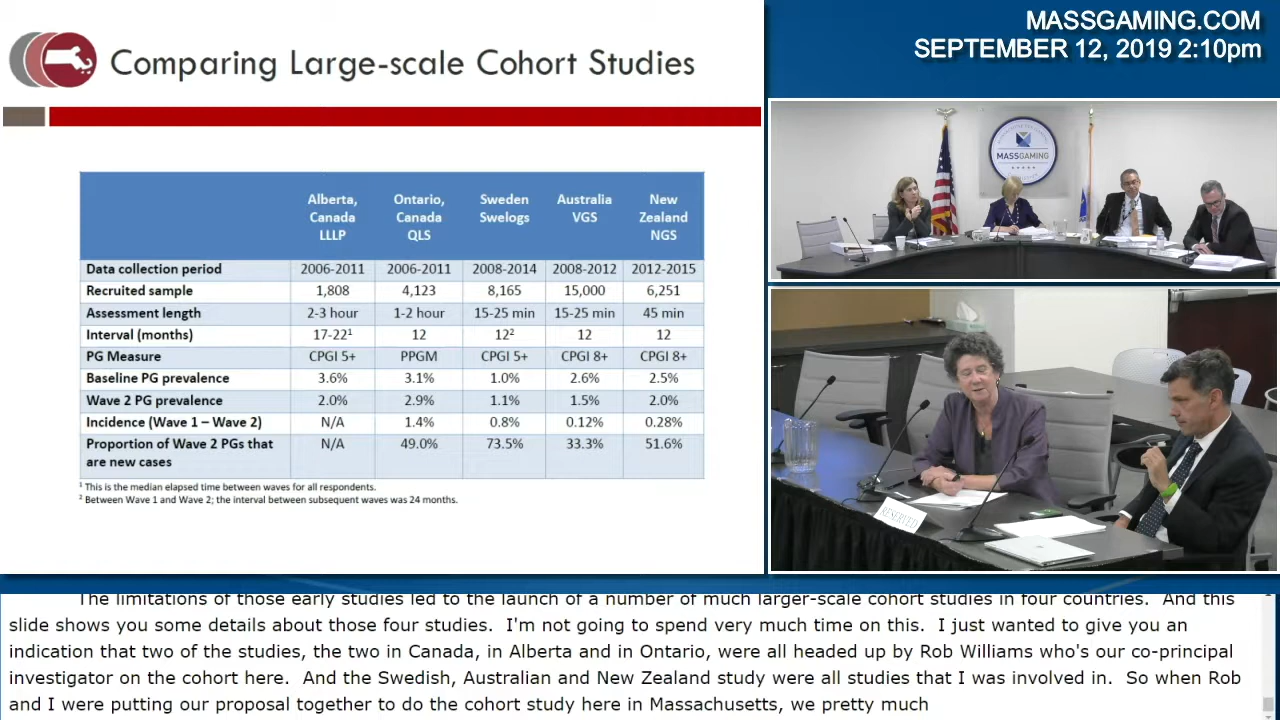 MASSGAMING.COM
SEPTEMBER 12, 2019 2:10pm
Comparing Large-scale Cohort Studies
Alberta, Canada LLLP | Ontario, Canada QLS | Sweden Swelogs | Australia VGS | New Zealand NGS
Data collection period 2006-2011 2006-2011 2008-2014 2008-2012 2012-2015
Recruited sample 1,808 4,123 8,165 15,000 6,251
Assessment length 2-3 hour 1-2 hour 15-25 min 15-25 min 45 min
Interval (months) 17-22¹ 12 12² 12 12
PG Measure CPGI 5+ PPGM CPGI 5+ CPGI 8+ CPGI 8+
Baseline PG prevalence 3.6% 3.1% 1.0% 2.6% 2.5%
Wave 2 PG prevalence 2.0% 2.9% 1.1% 1.5% 2.0%
Incidence (Wave 1 – Wave 2) N/A 1.4% 0.8% 0.12% 0.28%
Proportion of Wave 2 PGs that are new cases N/A 49.0% 73.5% 33.3% 51.6%
¹ This is the median elapsed time between waves for all respondents.
² Between Wave 1 and Wave 2; the interval between subsequent waves was 24 months.
MASSGAMING
RESERVED
The limitations of those early studies led to the launch of a number of much larger-scale cohort studies in four countries. And this
slide shows you some details about those four studies. I'm not going to spend very much time on this. I just wanted to give you an
indication that two of the studies, the two in Canada, in Alberta and in Ontario, were all headed up by Rob Williams who's our co-principal
investigator on the cohort here. And the Swedish, Australian and New Zealand study were all studies that I was involved in. So when Rob
and I were putting our proposal together to do the cohort study here in Massachusetts, we pretty much